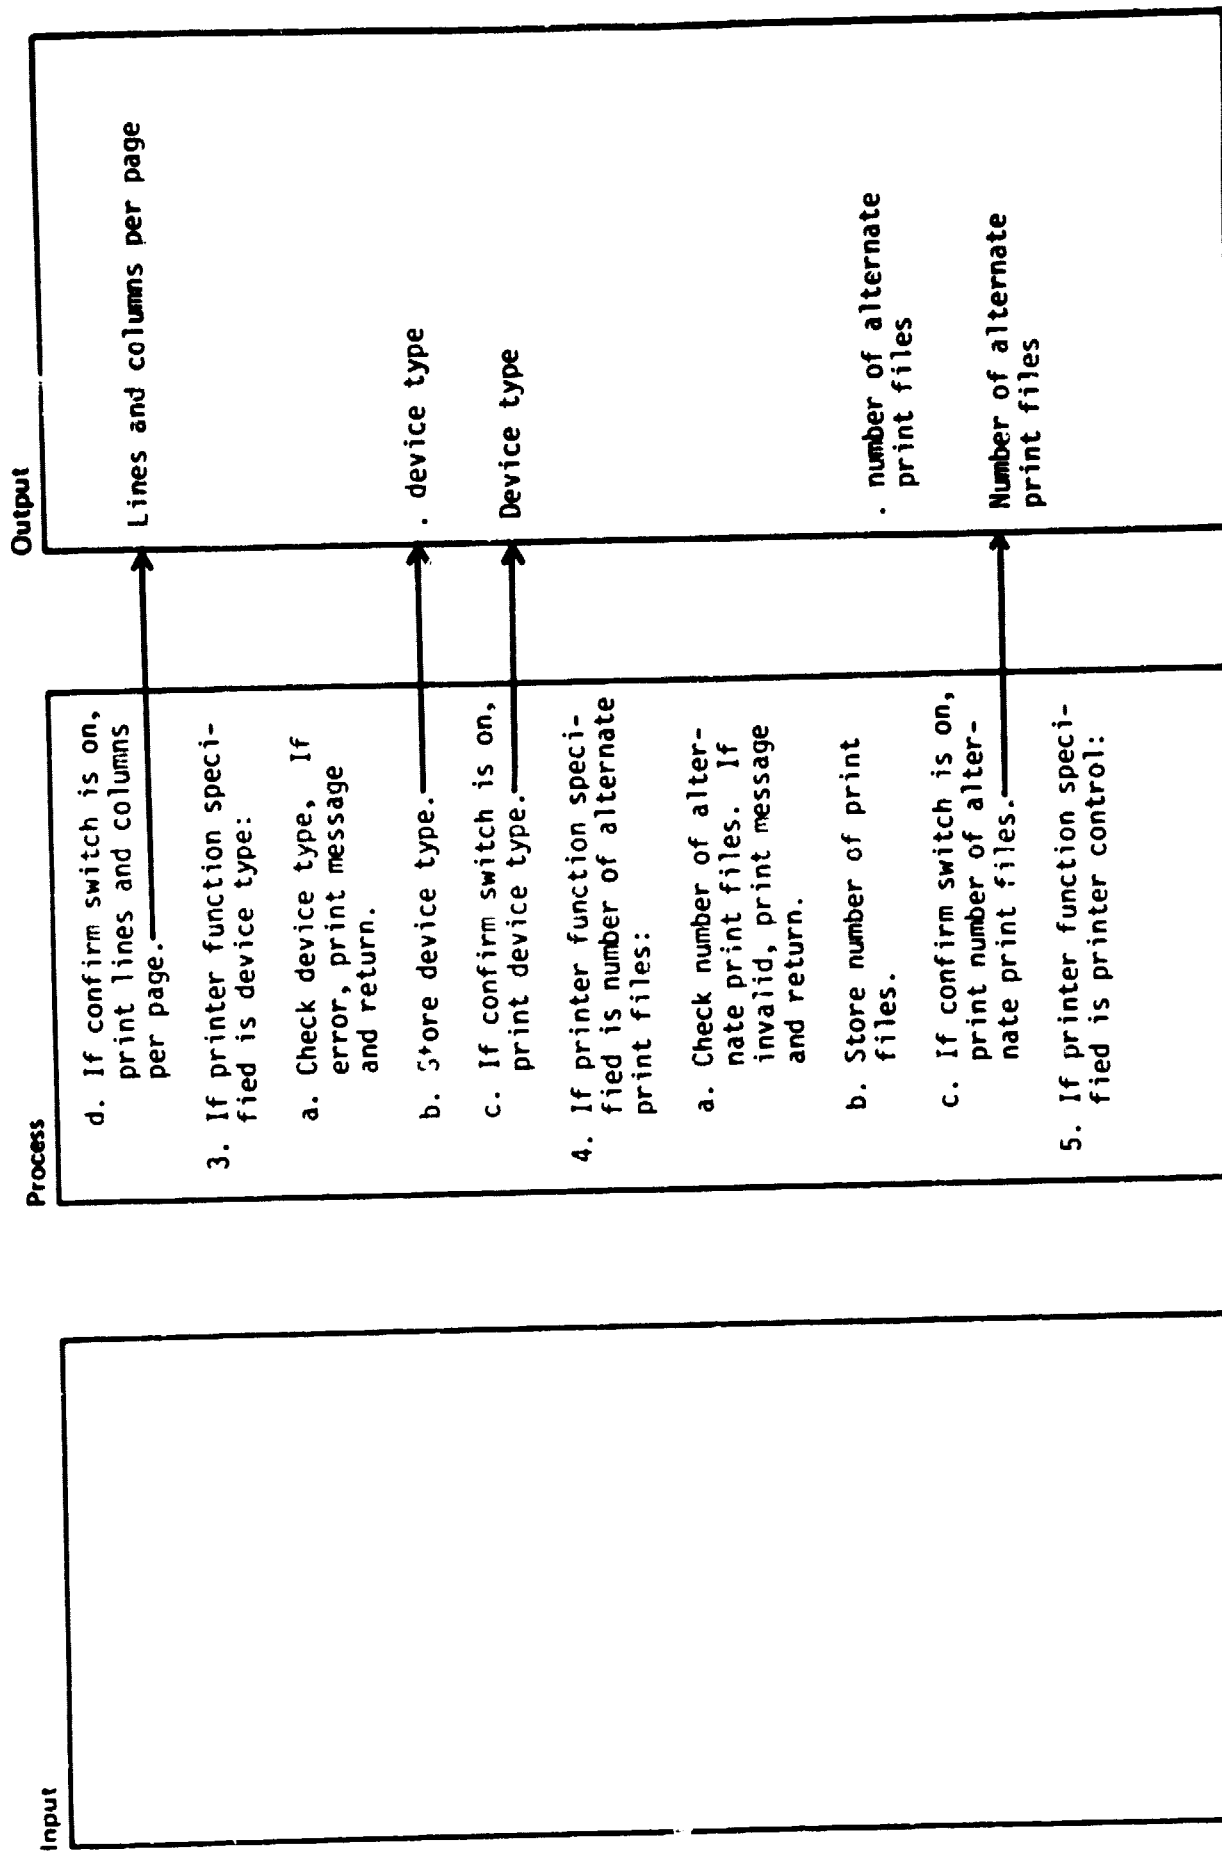 Input
Process
d. If confirm switch is on,
print lines and columns
per page.
3. If printer function speci-
fied is device type:
a. Check device type, If
error, print message
and return.
b. Store device type.
c. If confirm switch is on,
print device type.
4. If printer function speci-
fied is number of alternate
print files:
a. Check number of alter-
nate print files. If
invalid, print message
and return.
b. Store number of print
files.
c. If confirm switch is on,
print number of alter-
nate print files.
5. If printer function speci-
fied is printer control:
Output
Lines and columns per page
. device type
Device type
. number of alternate
print files
Number of alternate
print files